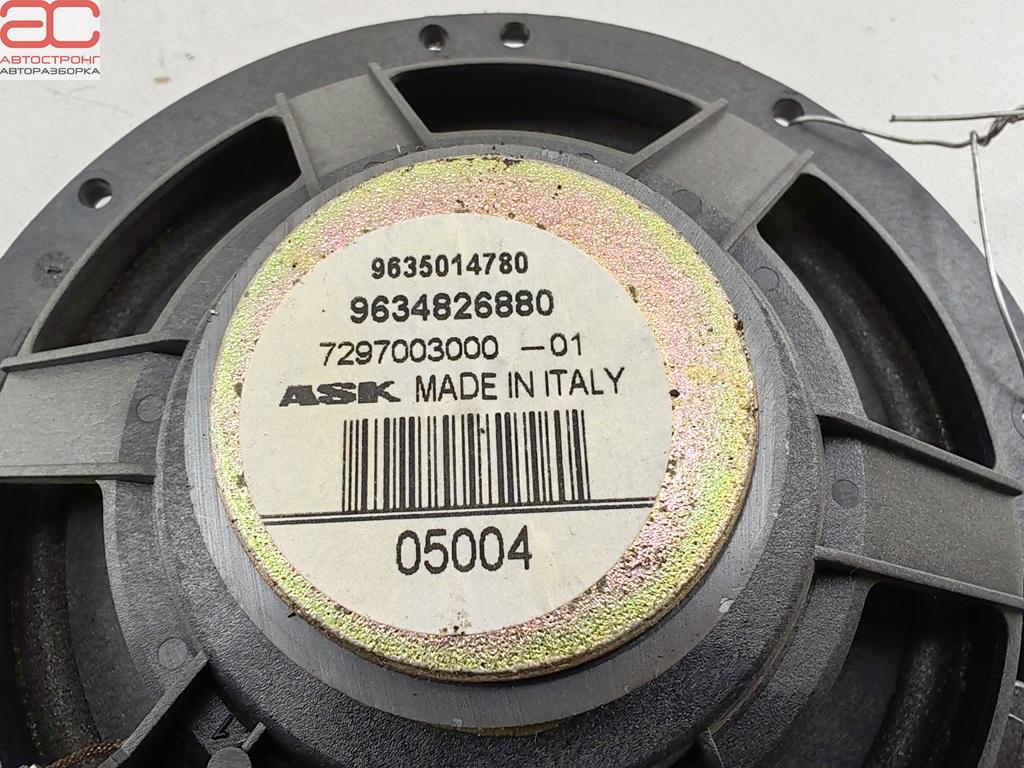 АС
АВТОСТРОНГ
АВТОРАЗБОРКА
9635014780
9634826880
7297003000 -01
ASK MADE IN ITALY
05004